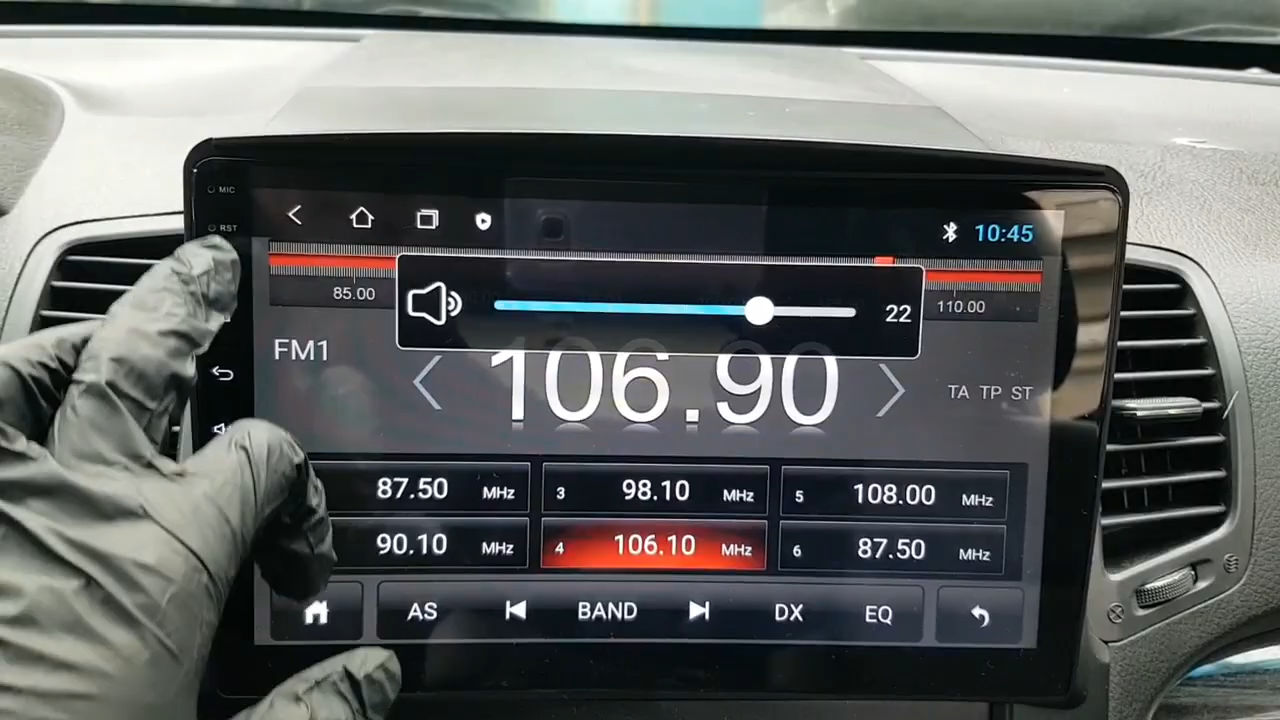 MIC
RST
10:45
85.00
110.00
22
FM1
106.90
TA TP ST
87.50 MHz
3 98.10 MHz
5 108.00 MHz
90.10 MHz
4 106.10 MHz
6 87.50 MHz
AS
BAND
DX
EQ